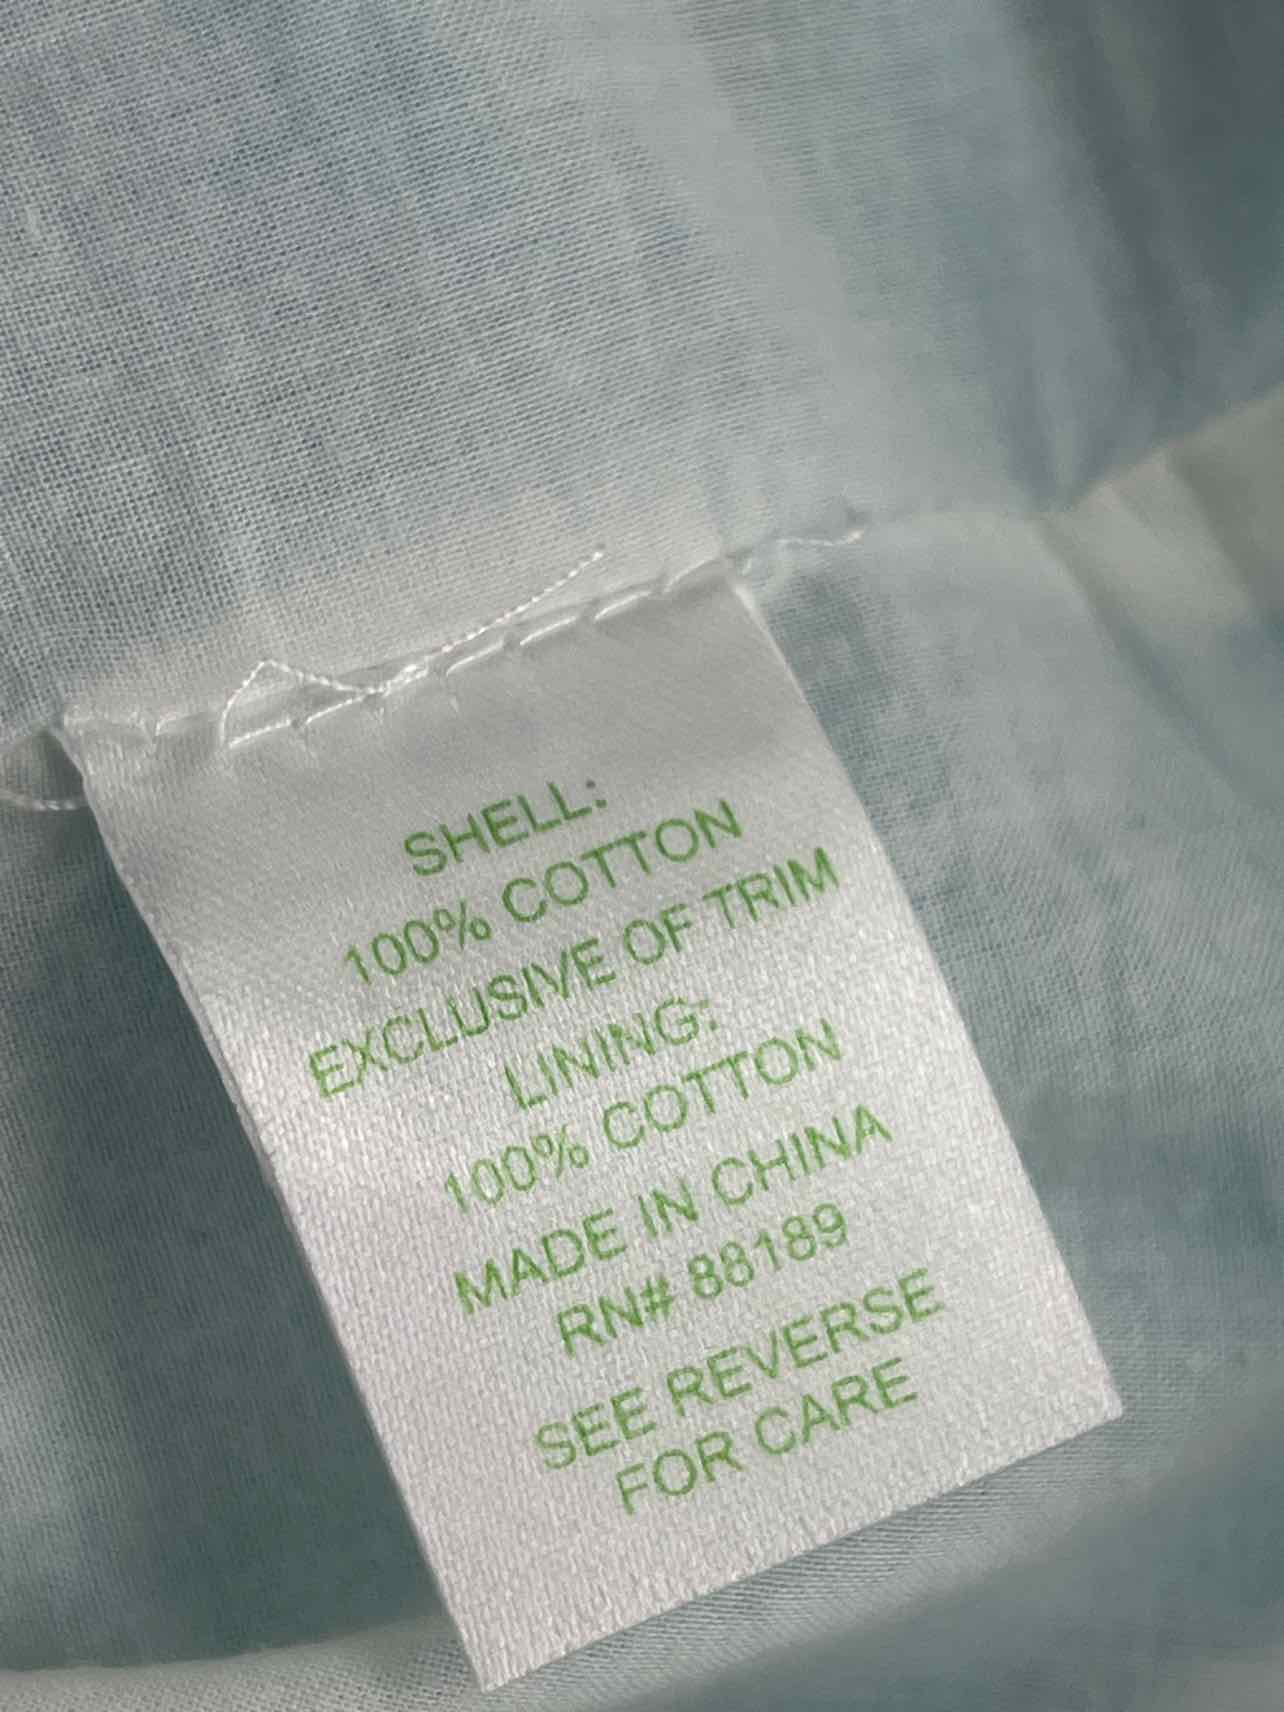 SHELL:
100% COTTON
EXCLUSIVE OF TRIM
LINING:
100% COTTON
MADE IN CHINA
RN# 88189
SEE REVERSE
FOR CARE